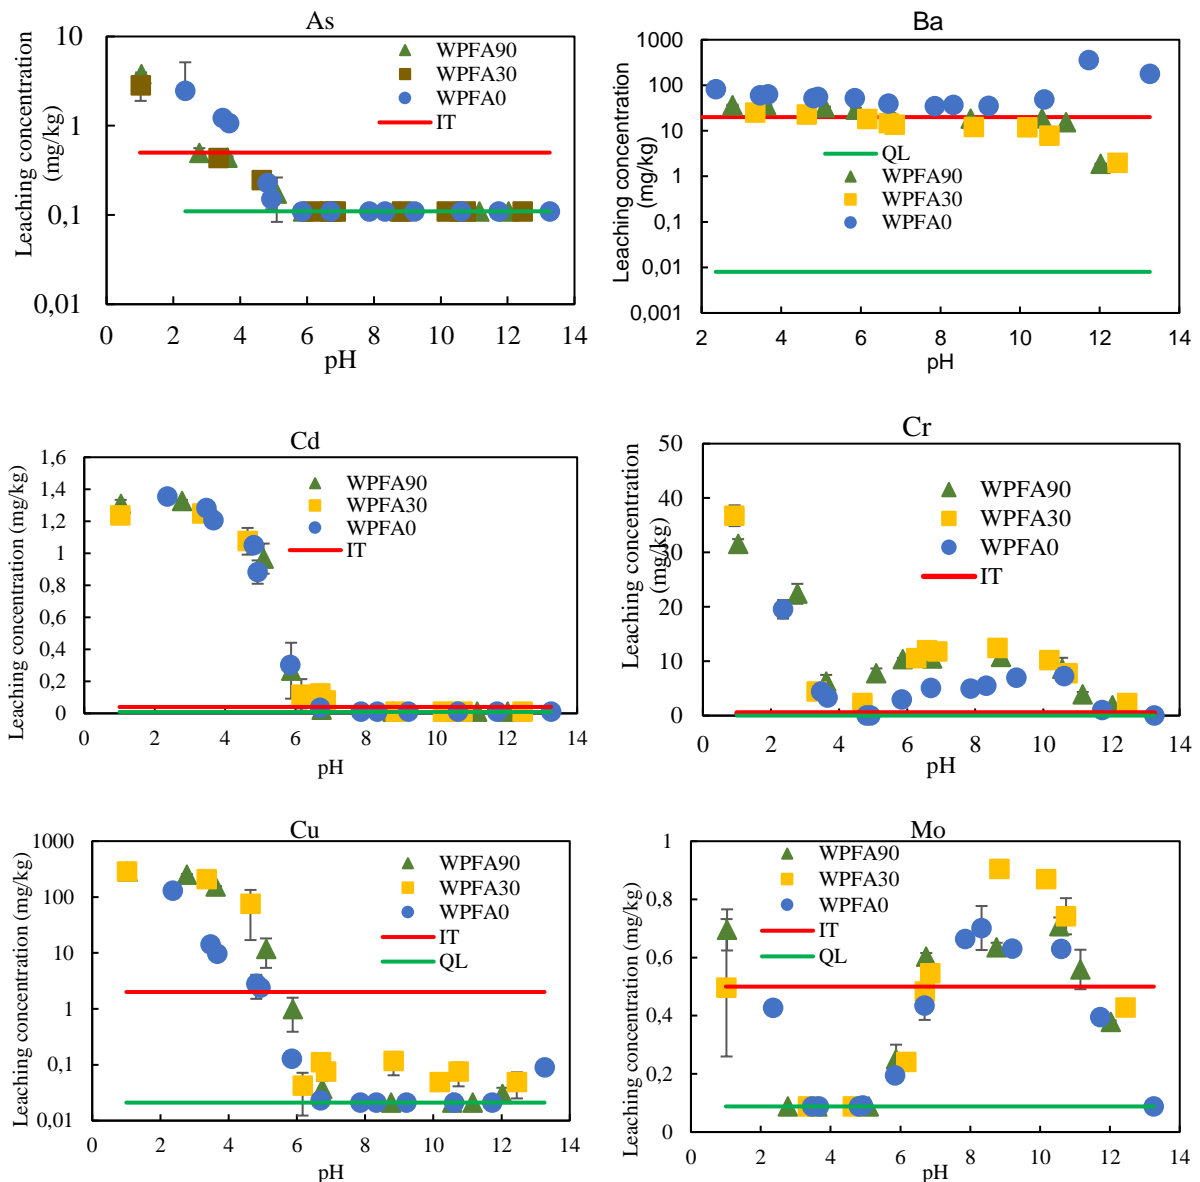 As
Leaching concentration
(mg/kg)
10
1
0,1
0,01
0 2 4 6 8 10 12 14
pH
WPFA90
WPFA30
WPFA0
IT
Ba
Leaching concentration
(mg/kg)
1000
100
10
1
0,1
0,01
0,001
2 4 6 8 10 12 14
pH
QL
WPFA90
WPFA30
WPFA0
Cd
Leaching concentration (mg/kg)
1,6
1,4
1,2
1
0,8
0,6
0,4
0,2
0
0 2 4 6 8 10 12 14
pH
WPFA90
WPFA30
WPFA0
IT
Cr
Leaching concentration
(mg/kg)
50
40
30
20
10
0
0 2 4 6 8 10 12 14
pH
WPFA90
WPFA30
WPFA0
IT
Cu
Leaching concentration (mg/kg)
1000
100
10
1
0,1
0,01
0 2 4 6 8 10 12 14
pH
WPFA90
WPFA30
WPFA0
IT
QL
Mo
Leaching concentration (mg/kg)
1
0,8
0,6
0,4
0,2
0
0 2 4 6 8 10 12 14
pH
WPFA90
WPFA30
WPFA0
IT
QL